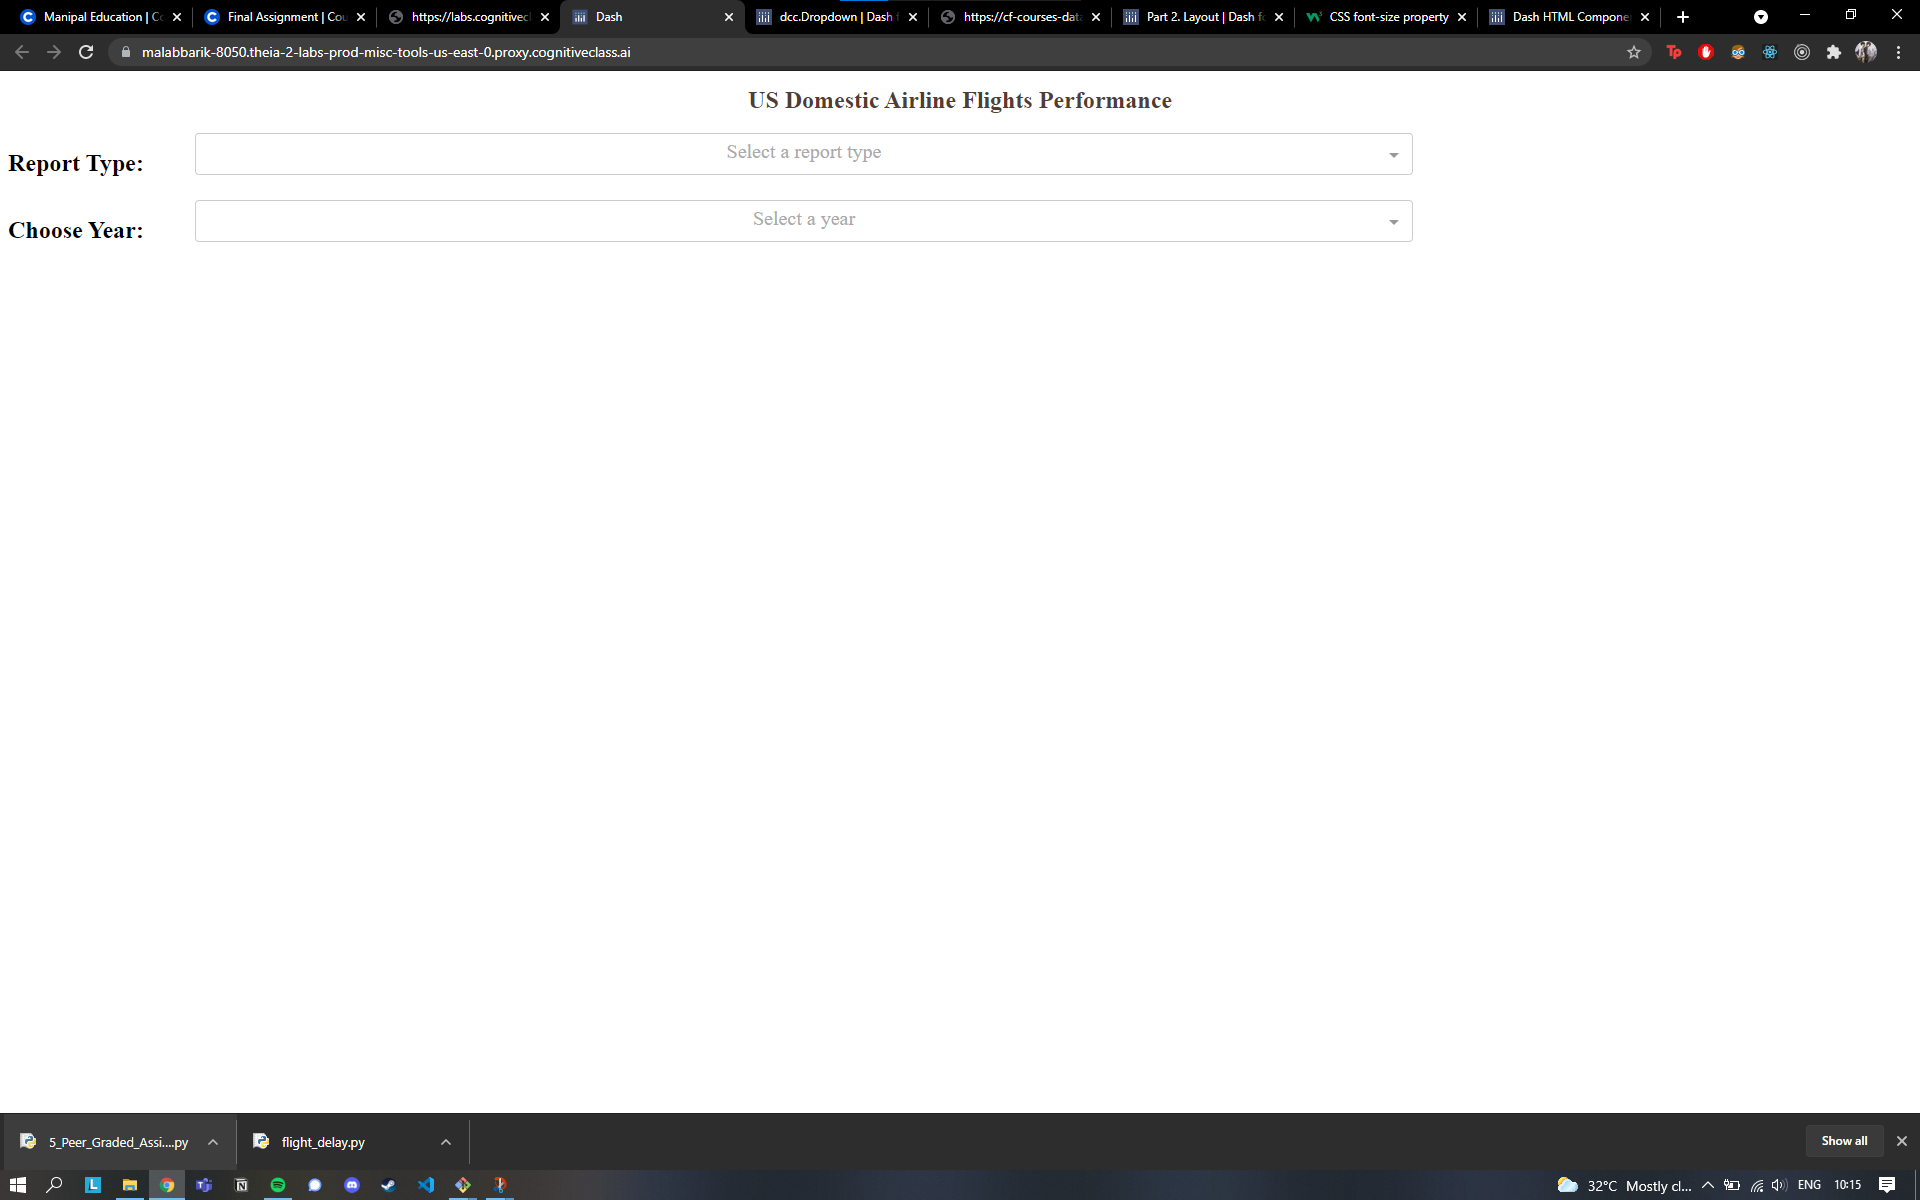 Manipal Education | Co
Final Assignment | Cou
https://labs.cognitivecl
Dash
dcc.Dropdown | Dash f
https://cf-courses-data
Part 2. Layout | Dash fo
CSS font-size property
Dash HTML Compone
malabbarik-8050.theia-2-labs-prod-misc-tools-us-east-0.proxy.cognitiveclass.ai
Tp
US Domestic Airline Flights Performance
Report Type:
Select a report type
Choose Year:
Select a year
5_Peer_Graded_Assi....py
flight_delay.py
Show all
32°C Mostly cl...
ENG
10:15